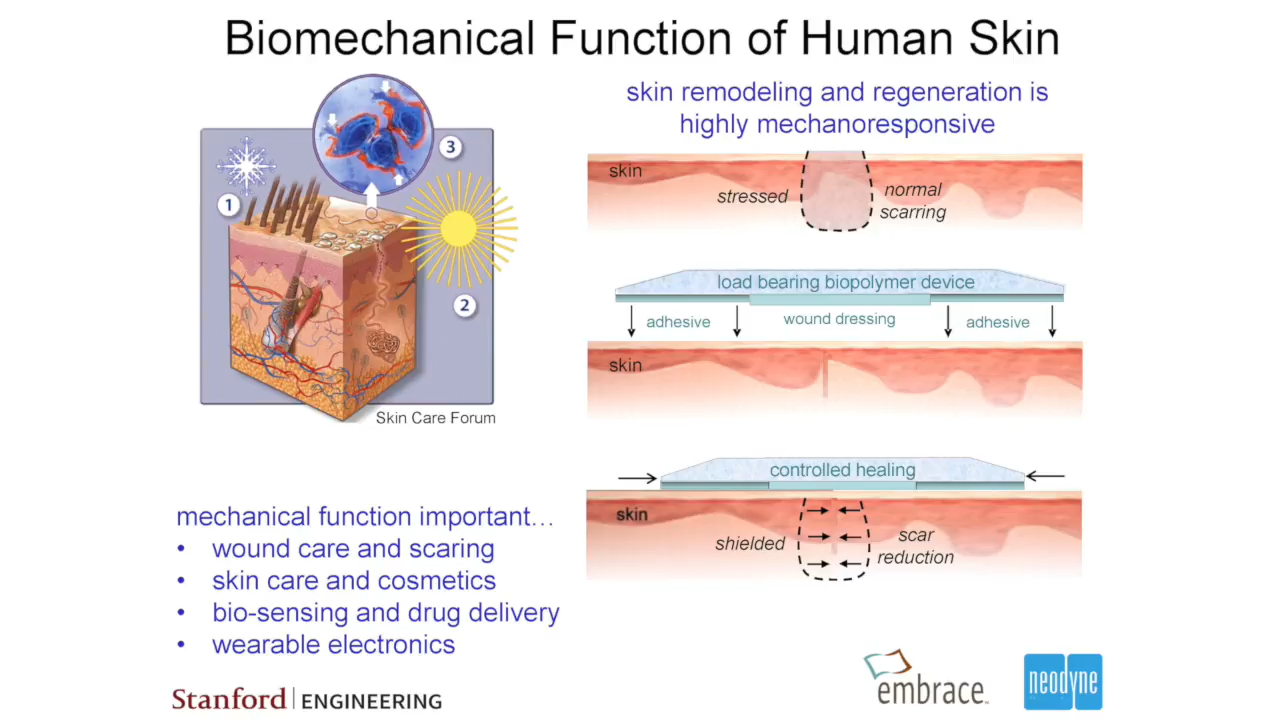 Biomechanical Function of Human Skin
1
2
3
Skin Care Forum
mechanical function important…
• wound care and scaring
• skin care and cosmetics
• bio-sensing and drug delivery
• wearable electronics
Stanford | ENGINEERING
skin remodeling and regeneration is
highly mechanoresponsive
skin
stressed
normal
scarring
load bearing biopolymer device
adhesive
wound dressing
adhesive
skin
controlled healing
skin
shielded
scar
reduction
embrace™
neodyne